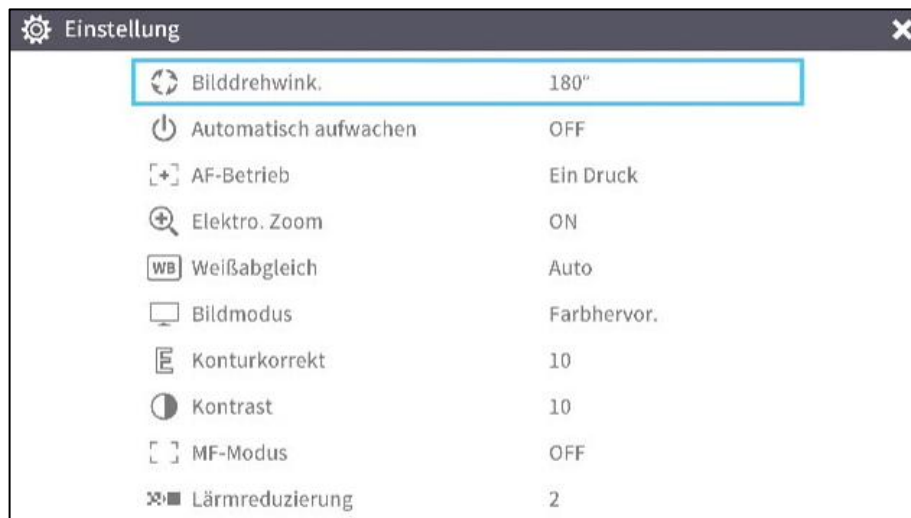 Einstellung
Bilddrehwink. 180°
Automatisch aufwachen OFF
AF-Betrieb Ein Druck
Elektro. Zoom ON
WB Weißabgleich Auto
Bildmodus Farbhervor.
Konturkorrekt 10
Kontrast 10
MF-Modus OFF
Lärmreduzierung 2